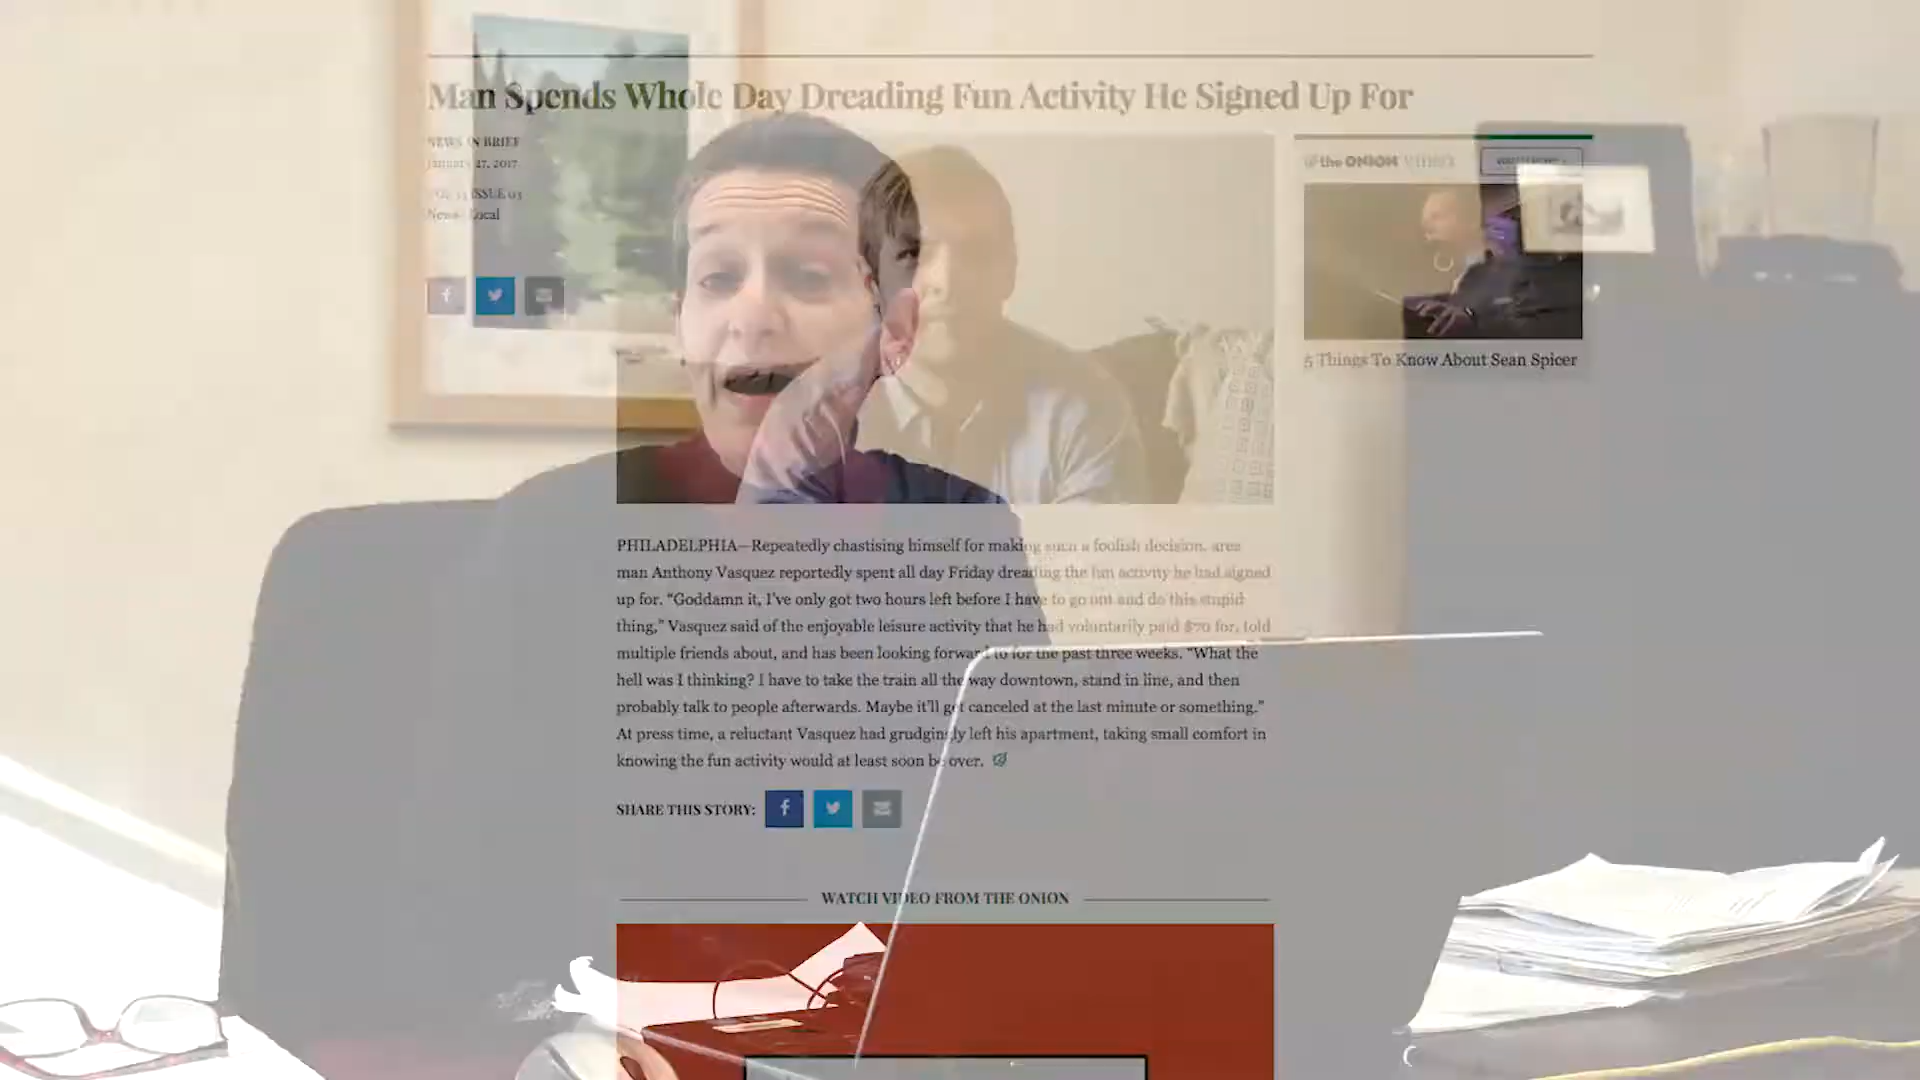 Man Spends Whole Day Dreading Fun Activity He Signed Up For
NEWS IN BRIEF
January 27, 2017
ISSUE 03
News Local
the ONION VIDEO
5 Things To Know About Sean Spicer
PHILADELPHIA—Repeatedly chastising himself for making such a foolish decision, area
man Anthony Vasquez reportedly spent all day Friday dreading the fun activity he had signed
up for. “Goddamn it, I’ve only got two hours left before I have to go out and do this stupid
thing,” Vasquez said of the enjoyable leisure activity that he had voluntarily paid $70 for, told
multiple friends about, and has been looking forward to for the past three weeks. “What the
hell was I thinking? I have to take the train all the way downtown, stand in line, and then
probably talk to people afterwards. Maybe it’ll get canceled at the last minute or something.”
At press time, a reluctant Vasquez had grudgingly left his apartment, taking small comfort in
knowing the fun activity would at least soon be over.
SHARE THIS STORY:
WATCH VIDEO FROM THE ONION